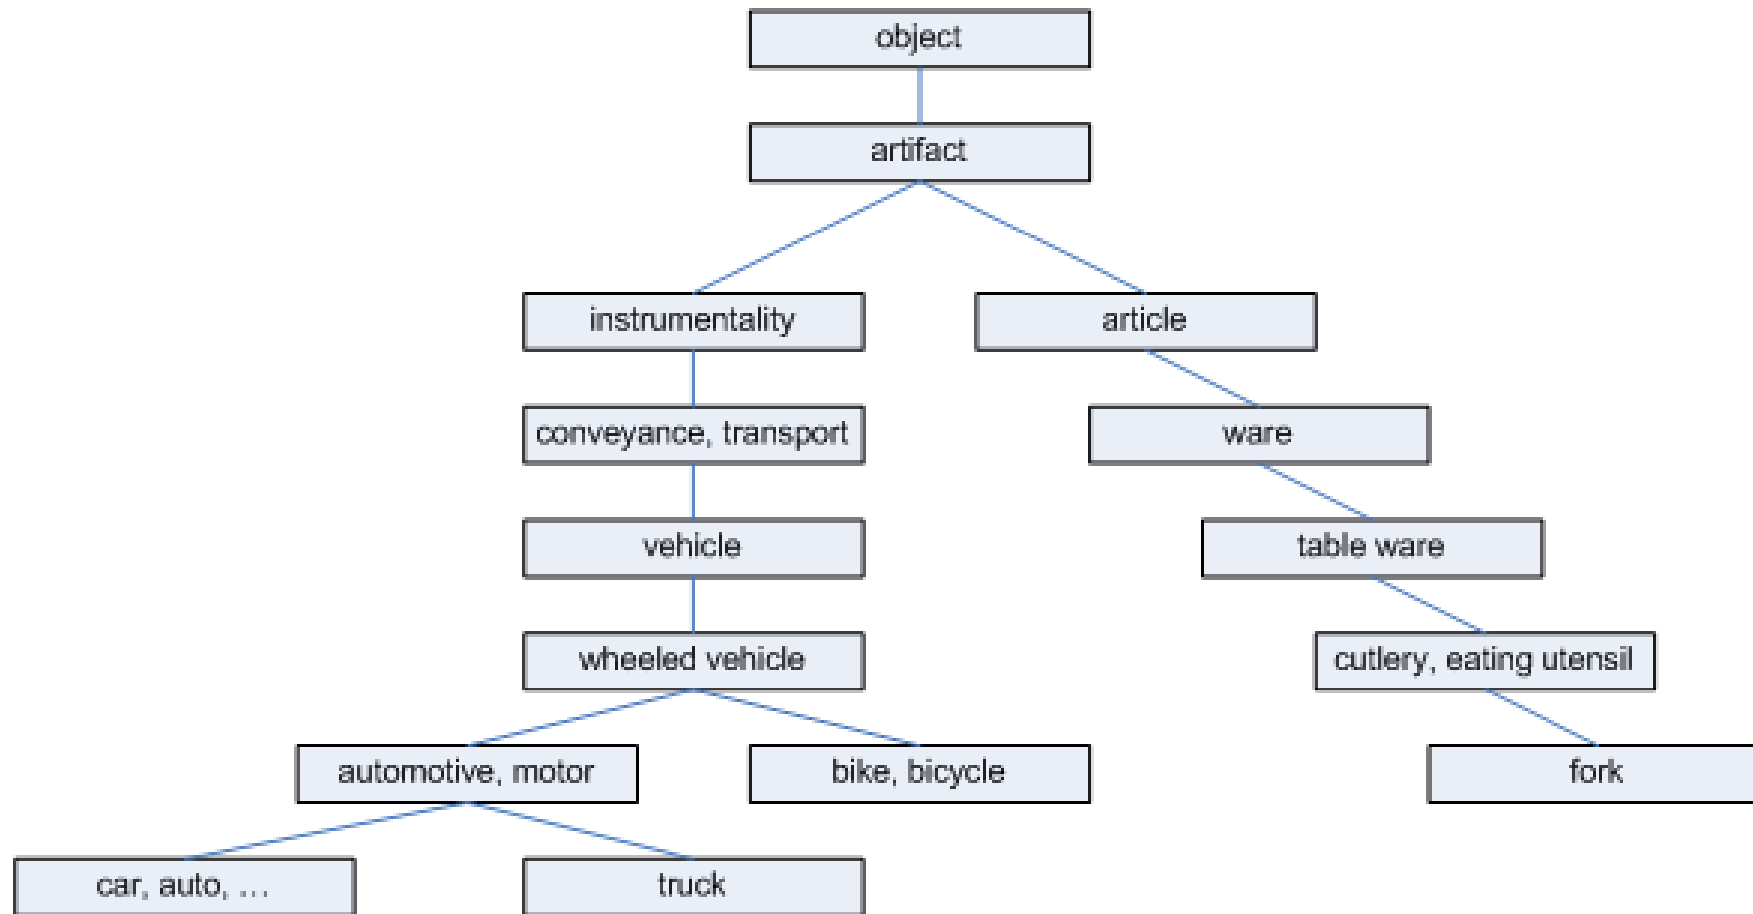 object
artifact
instrumentality
article
conveyance, transport
ware
vehicle
table ware
wheeled vehicle
cutlery, eating utensil
automotive, motor
bike, bicycle
fork
car, auto, …
truck